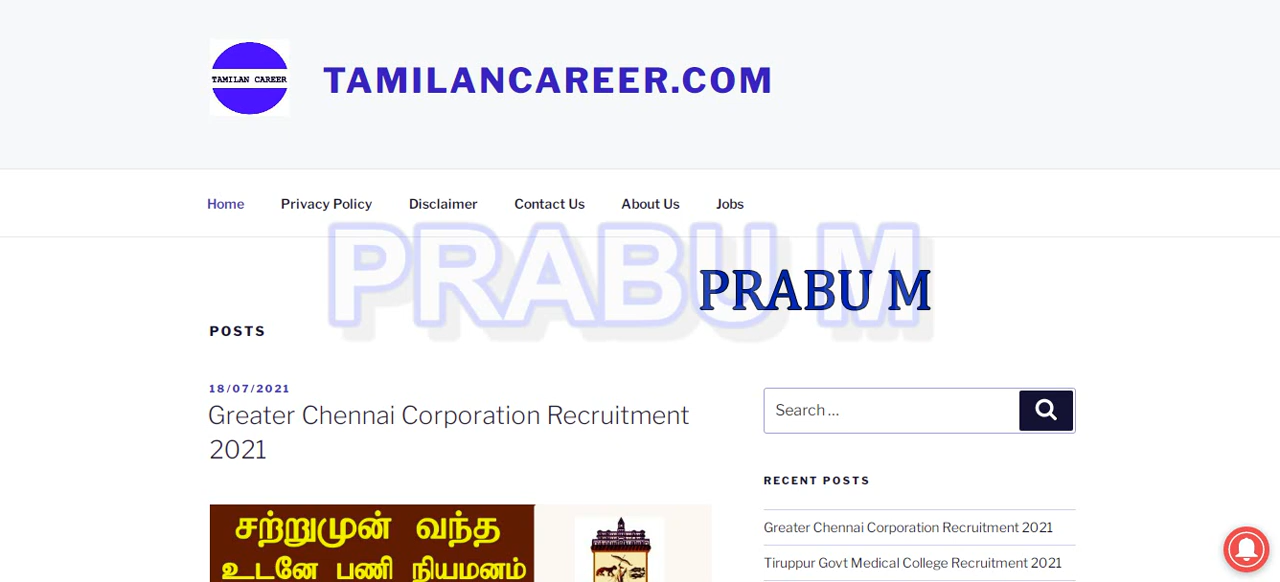 TAMILAN CAREER
TAMILANCAREER.COM
Home Privacy Policy Disclaimer Contact Us About Us Jobs
PRABU M
PRABU M
POSTS
18/07/2021
Greater Chennai Corporation Recruitment
2021
சற்றுமுன் வந்த
உடனே பணி நியமனம்
Search …
RECENT POSTS
Greater Chennai Corporation Recruitment 2021
Tiruppur Govt Medical College Recruitment 2021